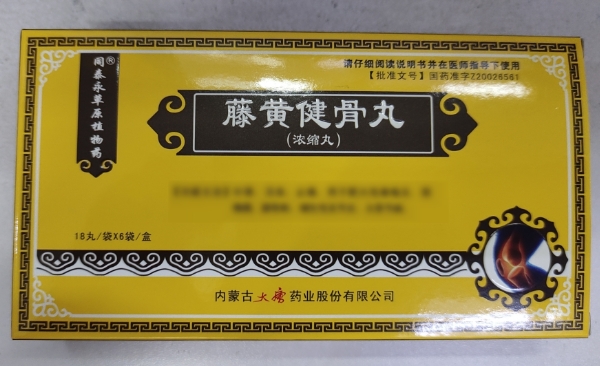 同泰永草原植物药®
请仔细阅读说明书并在医师指导下使用
【批准文号】国药准字Z20026561
藤黄健骨丸
(浓缩丸)
18丸/袋X6袋/盒
内蒙古大唐药业股份有限公司